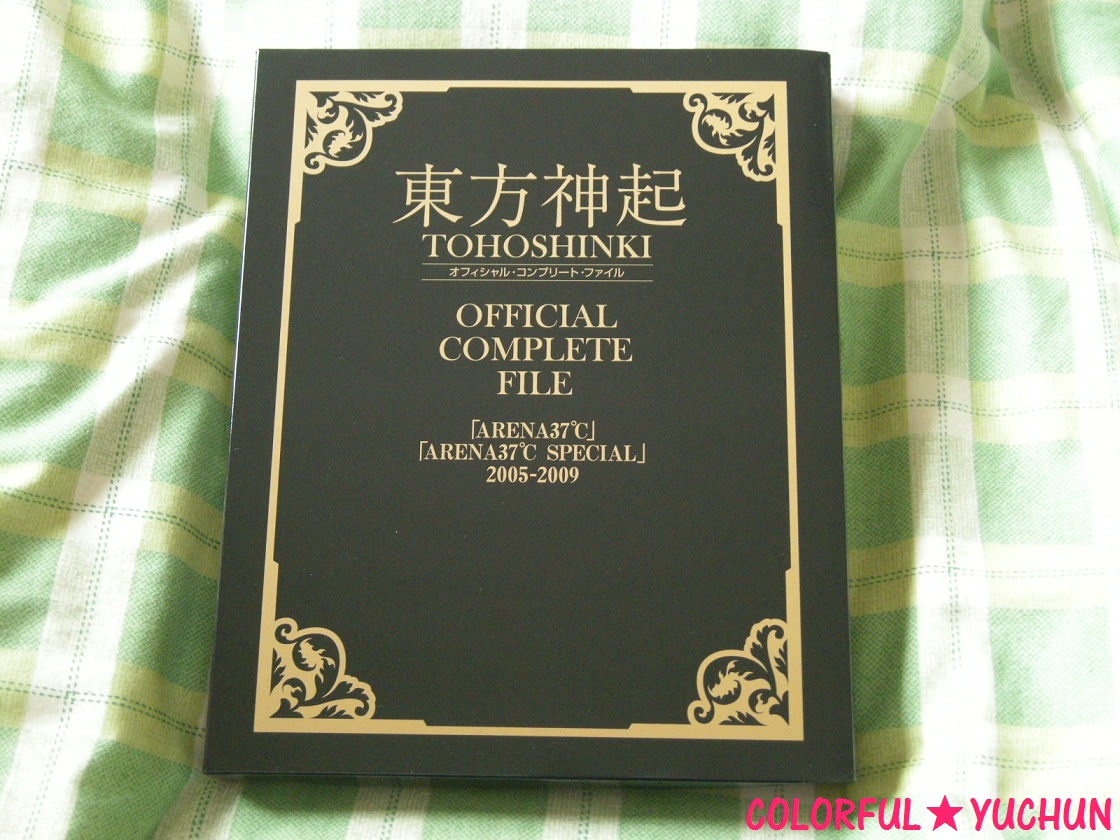 東方神起
TOHOSHINKI
オフィシャル・コンプリート・ファイル
OFFICIAL
COMPLETE
FILE
「ARENA37℃」
「ARENA37℃ SPECIAL」
2005-2009
COLORFUL★YUCHUN